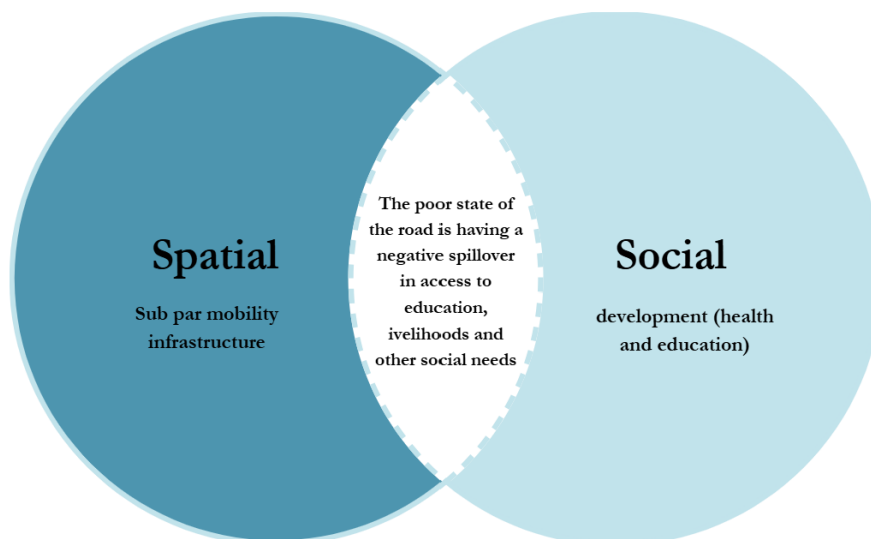 Spatial
Sub par mobility
infrastructure
The poor state of
the road is having a
negative spillover
in access to
education,
ivelihoods and
other social needs
Social
development (health
and education)